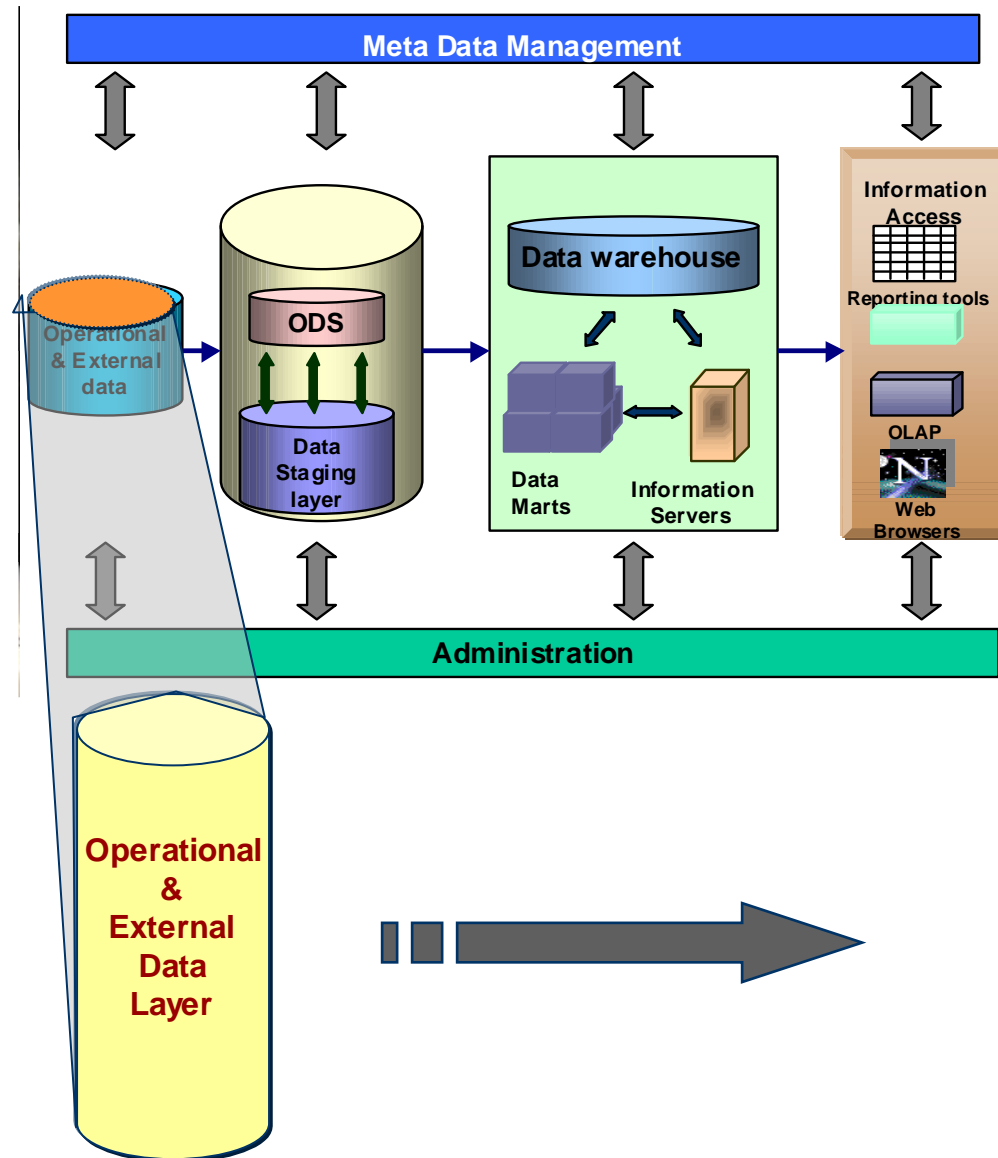 Meta Data Management
Operational
& External
data
ODS
Data
Staging
layer
Data warehouse
Data
Marts
Information
Servers
Information
Access
Reporting tools
OLAP
N
Web
Browsers
Administration
Operational
&
External
Data
Layer